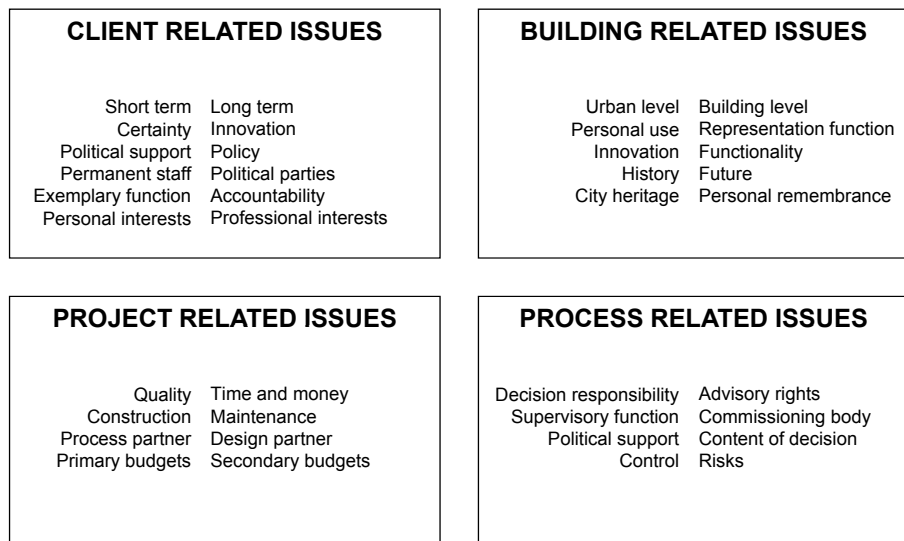 CLIENT RELATED ISSUES
Short term Long term
Certainty Innovation
Political support Policy
Permanent staff Political parties
Exemplary function Accountability
Personal interests Professional interests
BUILDING RELATED ISSUES
Urban level Building level
Personal use Representation function
Innovation Functionality
History Future
City heritage Personal remembrance
PROJECT RELATED ISSUES
Quality Time and money
Construction Maintenance
Process partner Design partner
Primary budgets Secondary budgets
PROCESS RELATED ISSUES
Decision responsibility Advisory rights
Supervisory function Commissioning body
Political support Content of decision
Control Risks